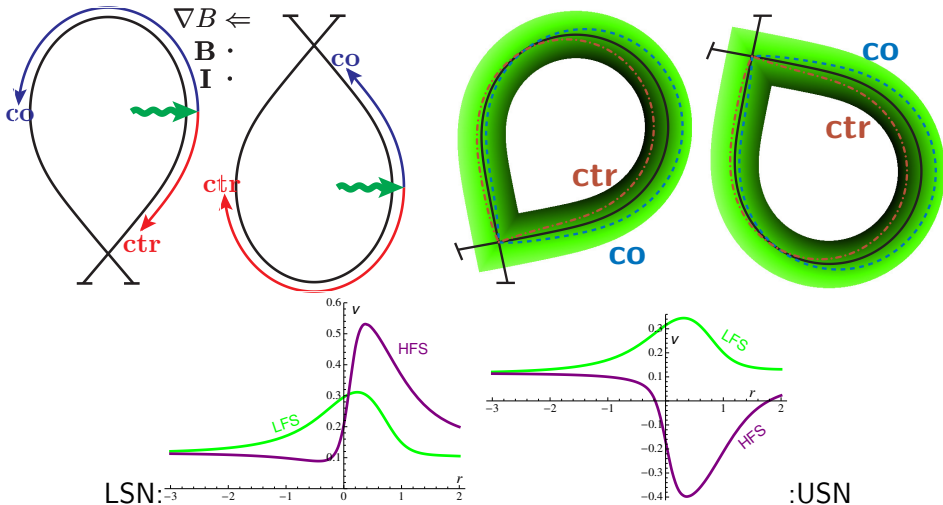 ∇B ⇐
B ·
I ·
co
ctr
co
ctr
co
ctr
co
ctr
0.6
0.5
0.4
0.3
0.2
0.1
v
HFS
LFS
-3
-2
-1
0
1
2
r
LSN:
0.3
0.2
0.1
-0.1
-0.2
-0.3
-0.4
v
LFS
HFS
-3
-2
-1
0
1
2
r
:USN